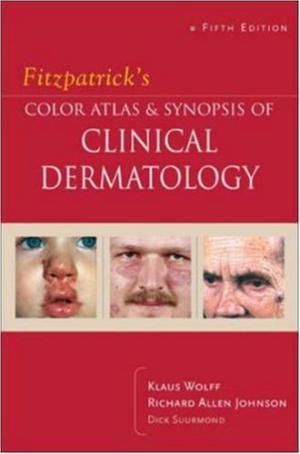 FIFTH EDITION
Fitzpatrick's
COLOR ATLAS & SYNOPSIS OF
CLINICAL
DERMATOLOGY
KLAUS WOLFF
RICHARD ALLEN JOHNSON
DICK SUURMOND